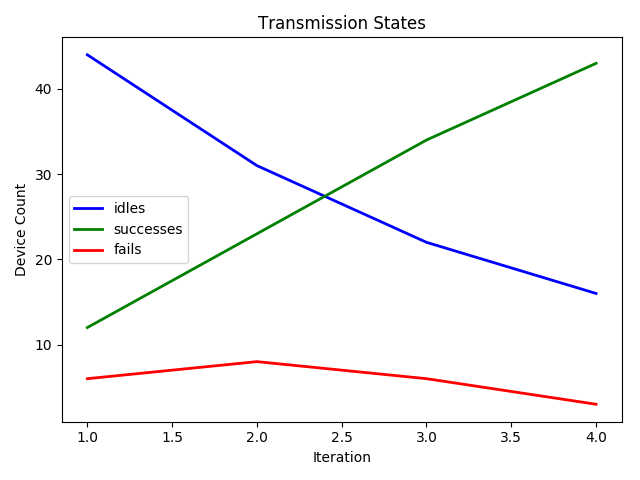 Transmission States
Device Count
40
30
20
10
idles
successes
fails
1.0 1.5 2.0 2.5 3.0 3.5 4.0
Iteration